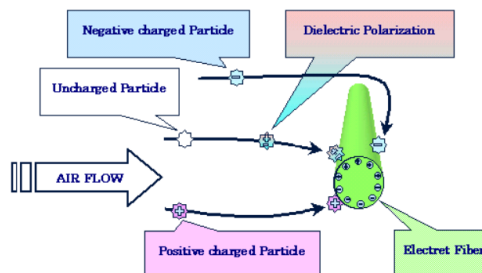 Negative charged Particle
Dielectric Polarization
Uncharged Particle
AIR FLOW
Positive charged Particle
Electret Fiber